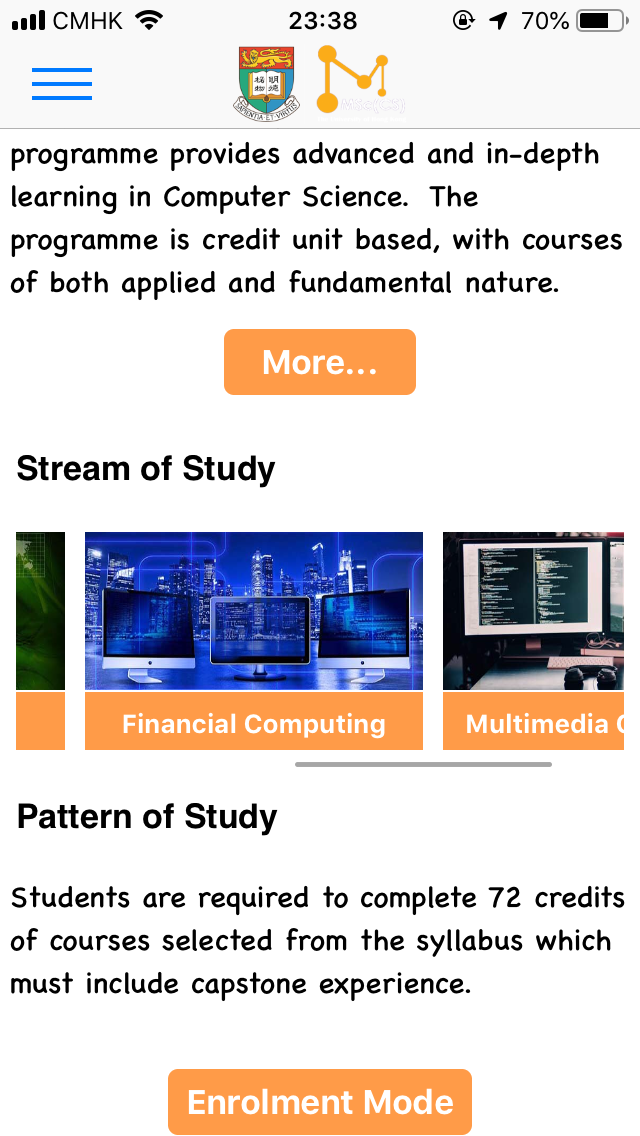 CMHK 23:38 70%
SAPIENTIA·ET·VIRTUS
programme provides advanced and in-depth
learning in Computer Science. The
programme is credit unit based, with courses
of both applied and fundamental nature.
More...
Stream of Study
Financial Computing
Multimedia
Pattern of Study
Students are required to complete 72 credits
of courses selected from the syllabus which
must include capstone experience.
Enrolment Mode